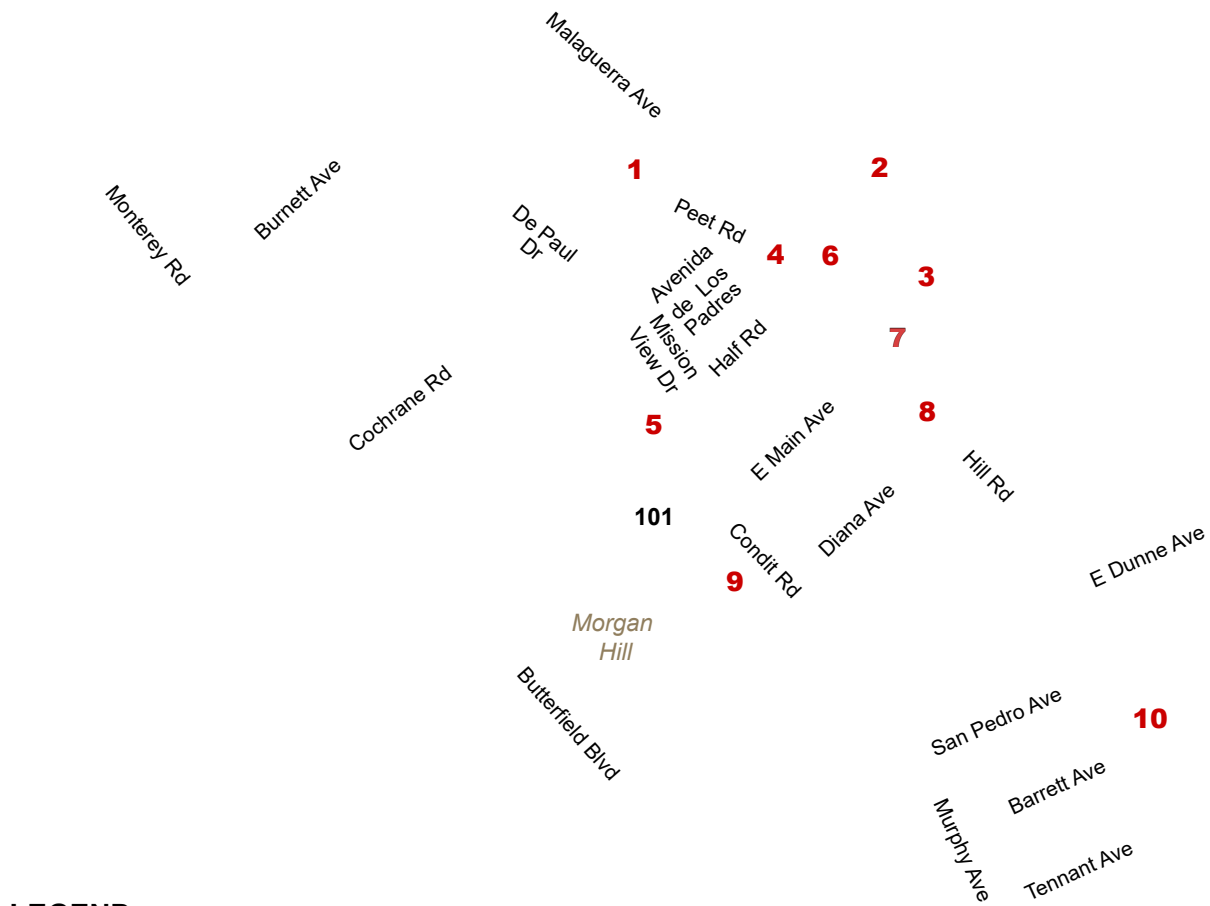 Malaguerra Ave
1
2
Monterey Rd
Burnett Ave
De Paul
Dr
Peet Rd
4
6
3
Avenida
de Los
Padres
Mission
View Dr
Half Rd
7
Cochrane Rd
5
8
E Main Ave
Hill Rd
101
Condit Rd
Diana Ave
E Dunne Ave
9
Morgan
Hill
Butterfield Blvd
San Pedro Ave
10
Barrett Ave
Murphy Ave
Tennant Ave
LEGEND